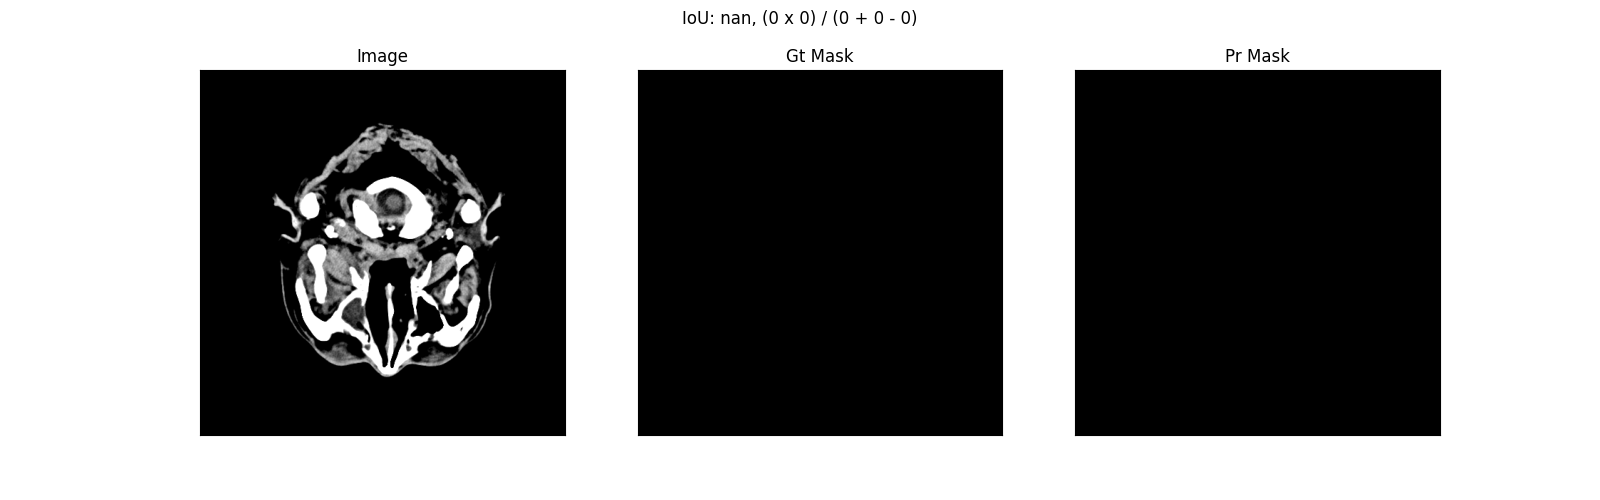 IoU: nan, (0 x 0) / (0 + 0 - 0)
Image
Gt Mask
Pr Mask